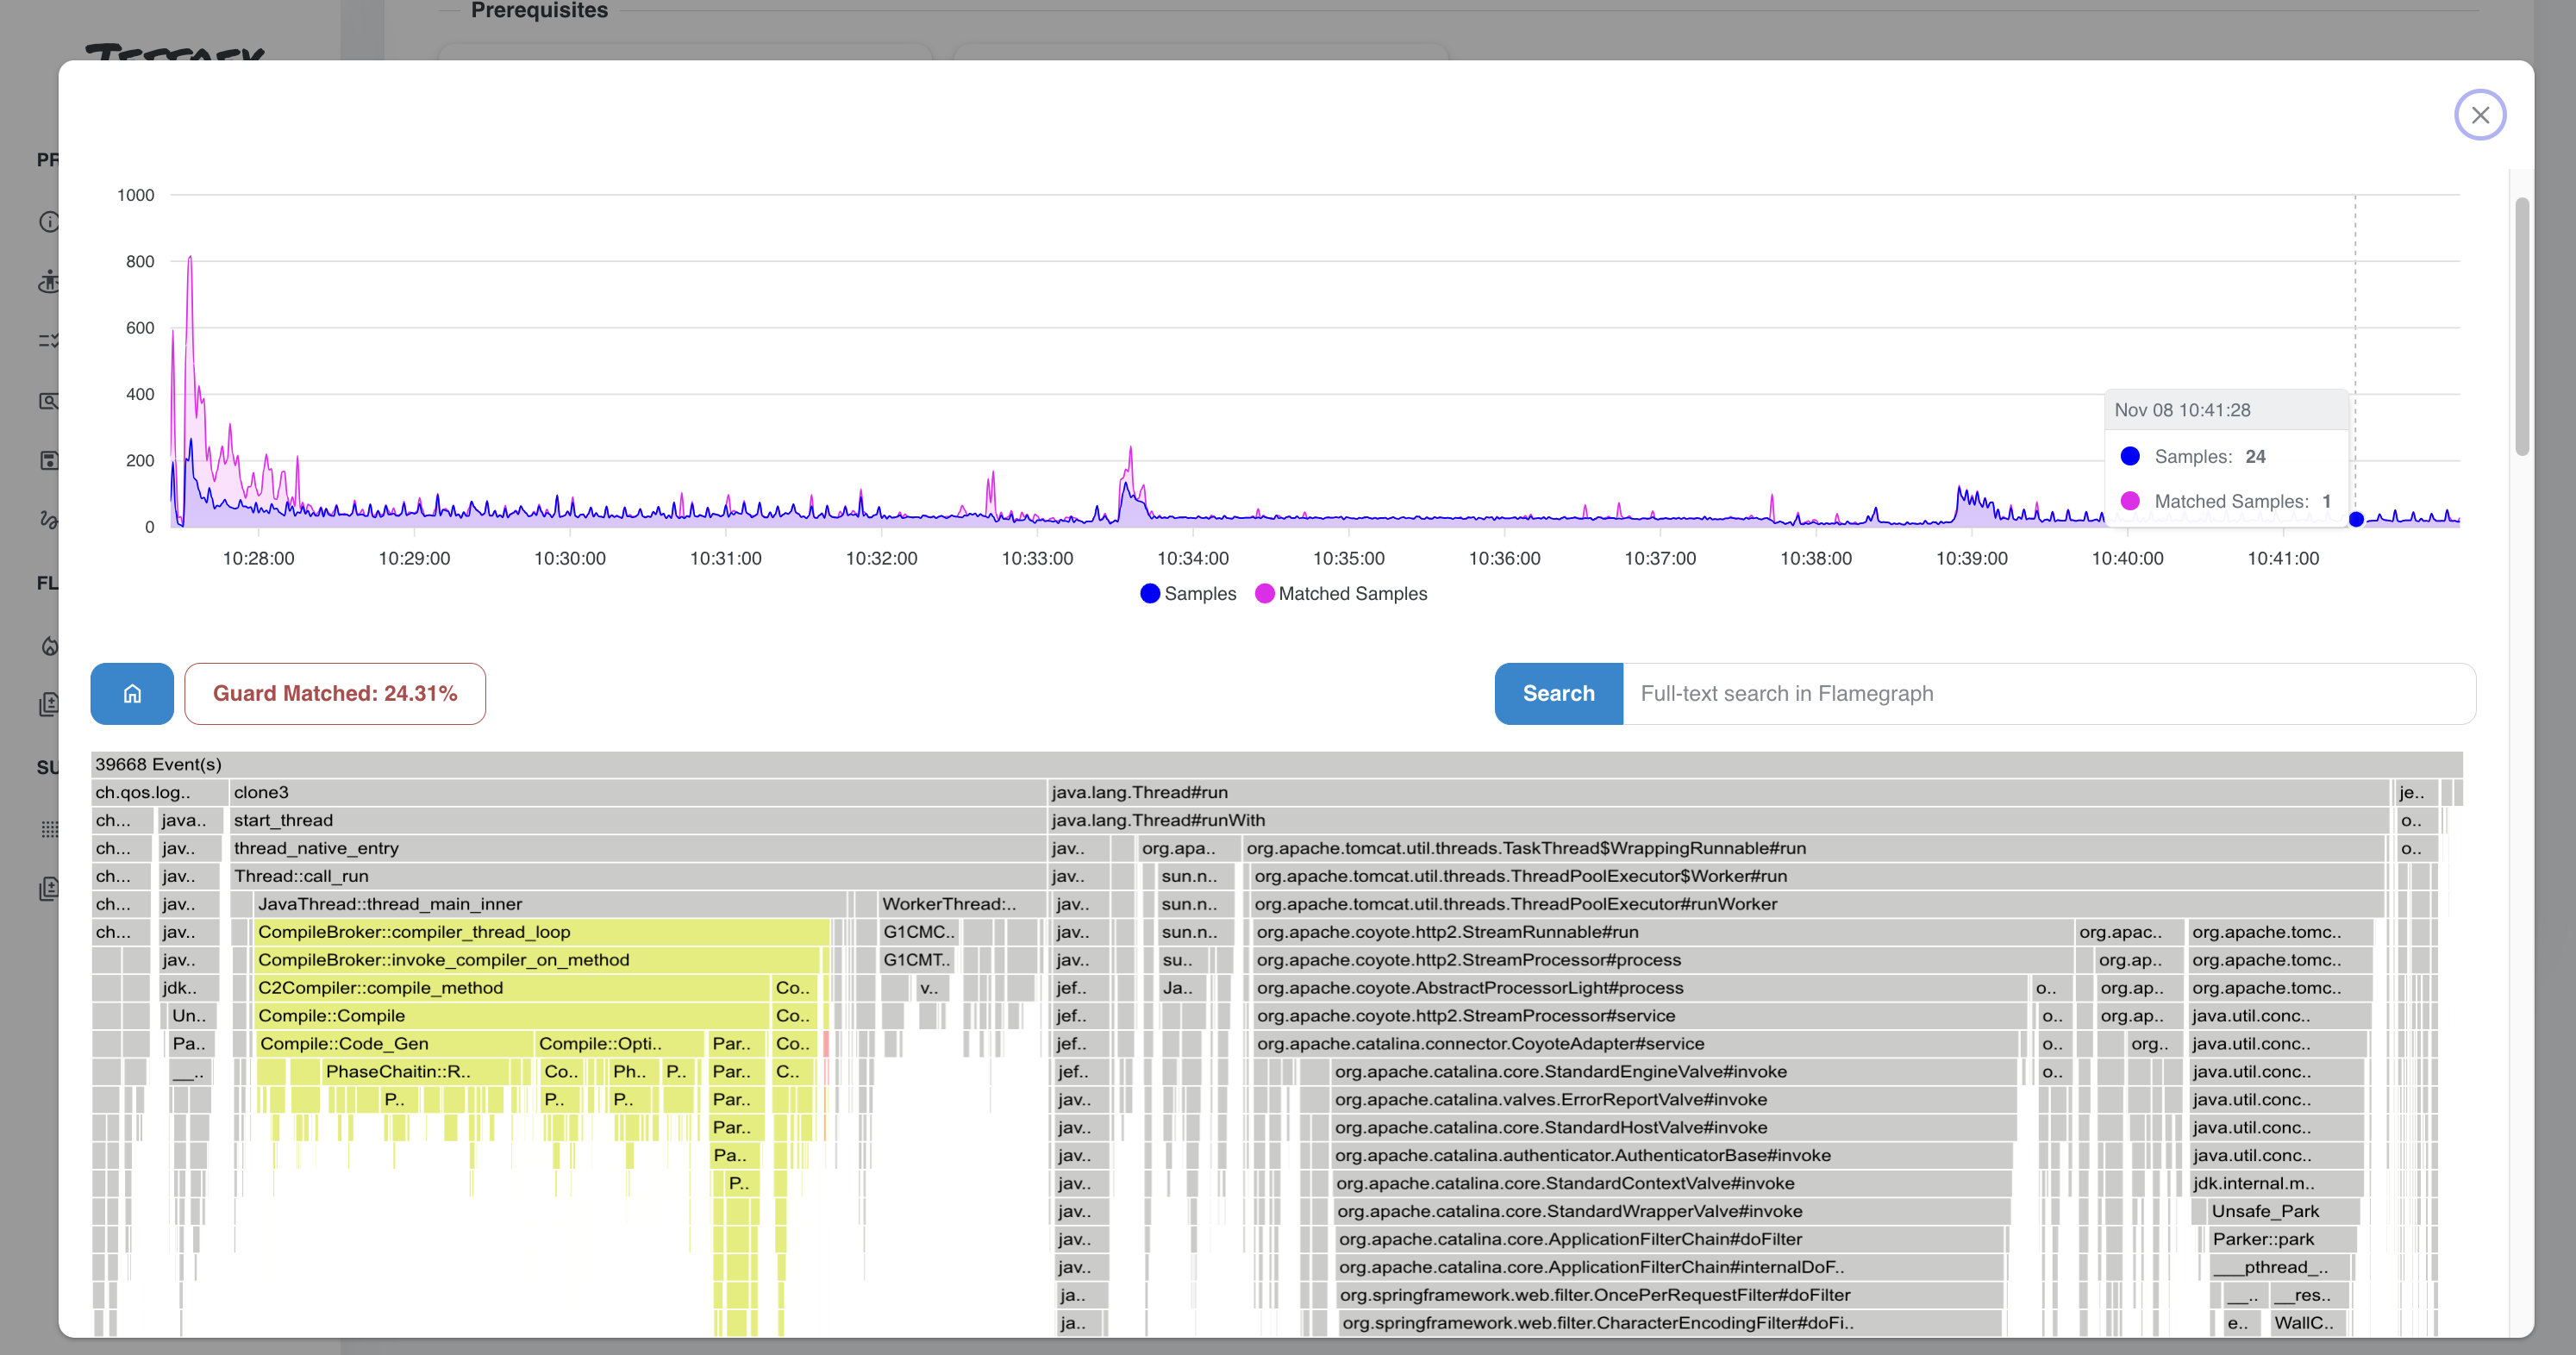 Prerequisites
PR
FL
SU
1000
800
600
400
200
0
10:28:00 10:29:00 10:30:00 10:31:00 10:32:00 10:33:00 10:34:00 10:35:00 10:36:00 10:37:00 10:38:00 10:39:00 10:40:00 10:41:00
Nov 08 10:41:28
Samples: 24
Matched Samples: 1
Samples Matched Samples
Guard Matched: 24.31%
Search Full-text search in Flamegraph
39668 Event(s)
ch.qos.log.. clone3 java.lang.Thread#run je..
ch... java.. start_thread java.lang.Thread#runWith o..
ch... jav.. thread_native_entry jav.. org.apa.. org.apache.tomcat.util.threads.TaskThread$WrappingRunnable#run o..
ch... jav.. Thread::call_run jav.. sun.n.. org.apache.tomcat.util.threads.ThreadPoolExecutor$Worker#run
ch... jav.. JavaThread::thread_main_inner WorkerThread:.. jav.. sun.n.. org.apache.tomcat.util.threads.ThreadPoolExecutor#runWorker
ch... jav.. CompileBroker::compiler_thread_loop G1CMC.. jav.. sun.n.. org.apache.coyote.http2.StreamRunnable#run org.apac.. org.apache.tomc..
jav.. CompileBroker::invoke_compiler_on_method G1CMT.. jav.. su.. org.apache.coyote.http2.StreamProcessor#process org.ap.. org.apache.tomc..
jdk.. C2Compiler::compile_method Co.. v.. jef.. Ja.. org.apache.coyote.AbstractProcessorLight#process o.. org.ap.. org.apache.tomc..
Un.. Compile::Compile Co.. jef.. org.apache.coyote.http2.StreamProcessor#service o.. org.ap.. java.util.conc..
Pa.. Compile::Code_Gen Compile::Opti.. Par.. Co.. jef.. org.apache.catalina.connector.CoyoteAdapter#service o.. org.. java.util.conc..
__.. PhaseChaitin::R.. Co.. Ph.. P.. Par.. C.. jef.. org.apache.catalina.core.StandardEngineValve#invoke o.. java.util.conc..
P.. P.. P.. Par.. jav.. org.apache.catalina.valves.ErrorReportValve#invoke java.util.conc..
Par.. jav.. org.apache.catalina.core.StandardHostValve#invoke java.util.conc..
Pa.. jav.. org.apache.catalina.authenticator.AuthenticatorBase#invoke java.util.conc..
P.. jav.. org.apache.catalina.core.StandardContextValve#invoke jdk.internal.m..
jav.. org.apache.catalina.core.StandardWrapperValve#invoke Unsafe_Park
jav.. org.apache.catalina.core.ApplicationFilterChain#doFilter Parker::park
jav.. org.apache.catalina.core.ApplicationFilterChain#internalDoF.. ___pthread_..
ja.. org.springframework.web.filter.OncePerRequestFilter#doFilter __.. __res..
ja.. org.springframework.web.filter.CharacterEncodingFilter#doFi.. e.. WallC..